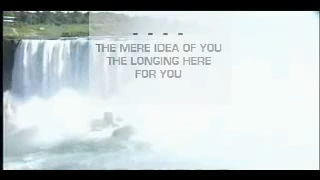 - - - -
THE MERE IDEA OF YOU
THE LONGING HERE
FOR YOU